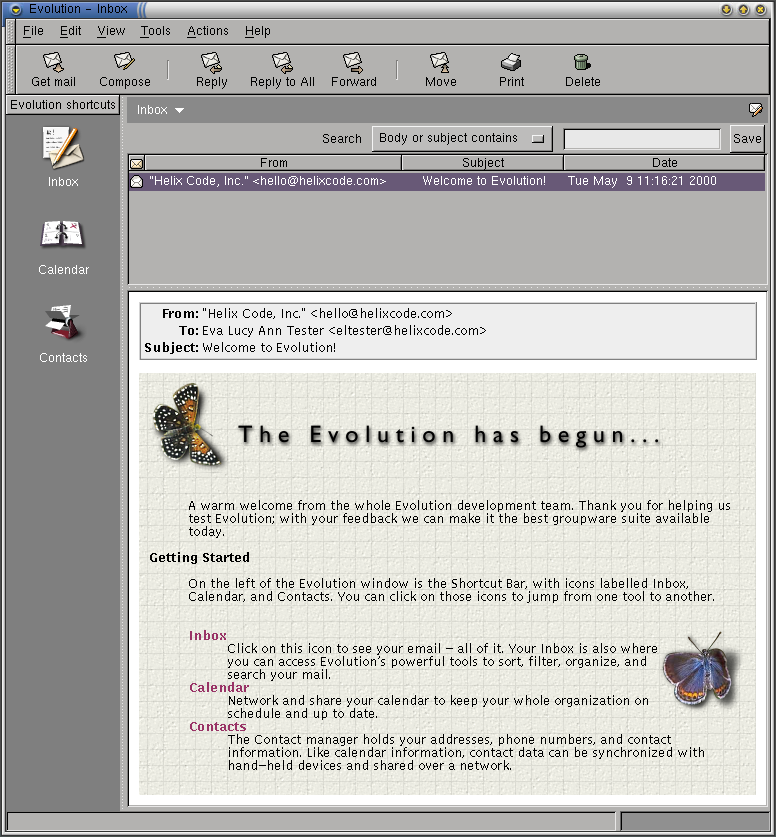 Evolution – Inbox
File Edit View Tools Actions Help
Get mail Compose Reply Reply to All Forward Move Print Delete
Evolution shortcuts
Inbox
Search Body or subject contains Save
From Subject Date
"Helix Code, Inc." <hello@helixcode.com> Welcome to Evolution! Tue May 9 11:16:21 2000
Inbox
Calendar
Contacts
From: "Helix Code, Inc." <hello@helixcode.com>
To: Eva Lucy Ann Tester <eltester@helixcode.com>
Subject: Welcome to Evolution!
The Evolution has begun...
A warm welcome from the whole Evolution development team. Thank you for helping us
test Evolution; with your feedback we can make it the best groupware suite available
today.
Getting Started
On the left of the Evolution window is the Shortcut Bar, with icons labelled Inbox,
Calendar, and Contacts. You can click on those icons to jump from one tool to another.
Inbox
Click on this icon to see your email – all of it. Your Inbox is also where
you can access Evolution's powerful tools to sort, filter, organize, and
search your mail.
Calendar
Network and share your calendar to keep your whole organization on
schedule and up to date.
Contacts
The Contact manager holds your addresses, phone numbers, and contact
information. Like calendar information, contact data can be synchronized with
hand–held devices and shared over a network.